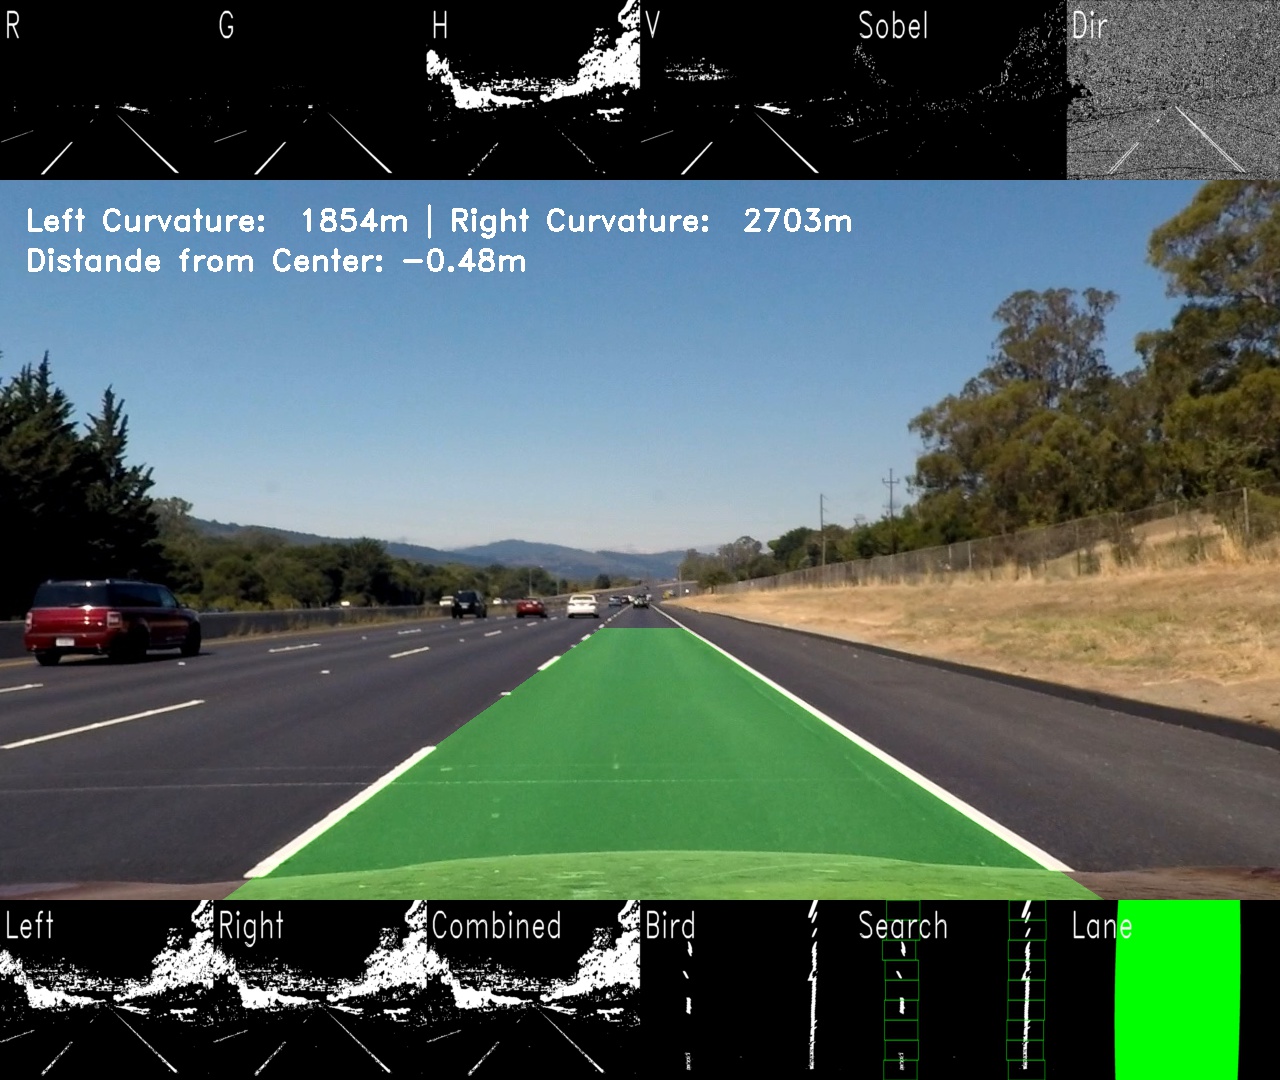 R G H V Sobel Dir
Left Curvature: 1854m | Right Curvature: 2703m
Distande from Center: -0.48m
Left Right Combined Bird Search Lane